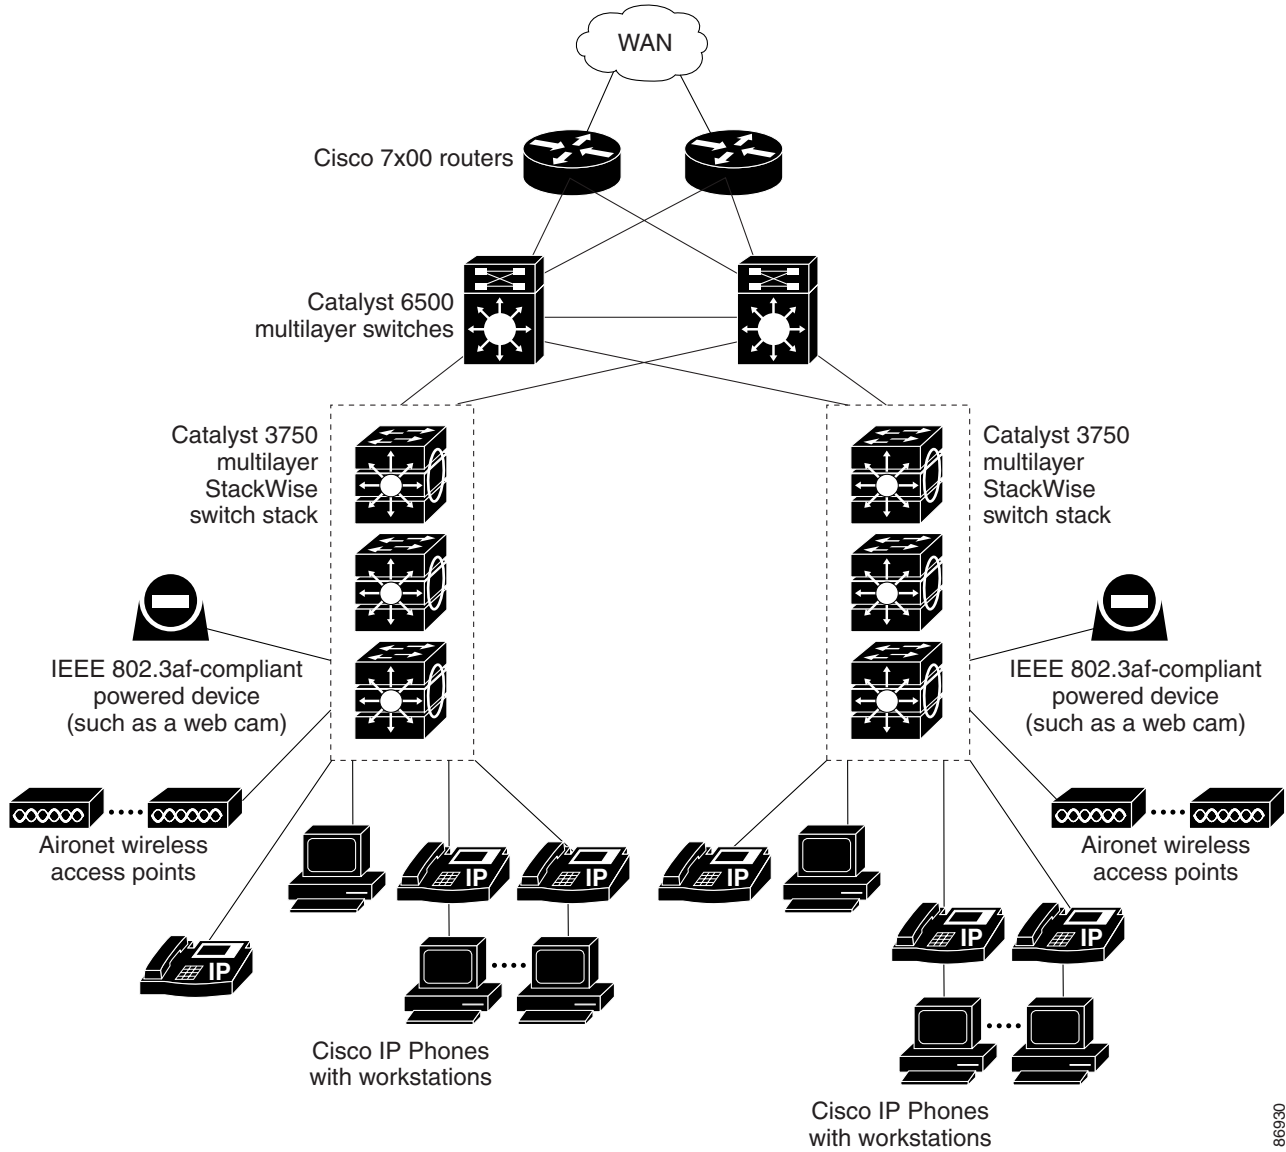 WAN
Cisco 7x00 routers
Catalyst 6500
multilayer switches
Catalyst 3750
multilayer
StackWise
switch stack
Catalyst 3750
multilayer
StackWise
switch stack
IEEE 802.3af-compliant
powered device
(such as a web cam)
IEEE 802.3af-compliant
powered device
(such as a web cam)
Aironet wireless
access points
Aironet wireless
access points
IP
IP
IP
IP
IP
IP
Cisco IP Phones
with workstations
Cisco IP Phones
with workstations
86930